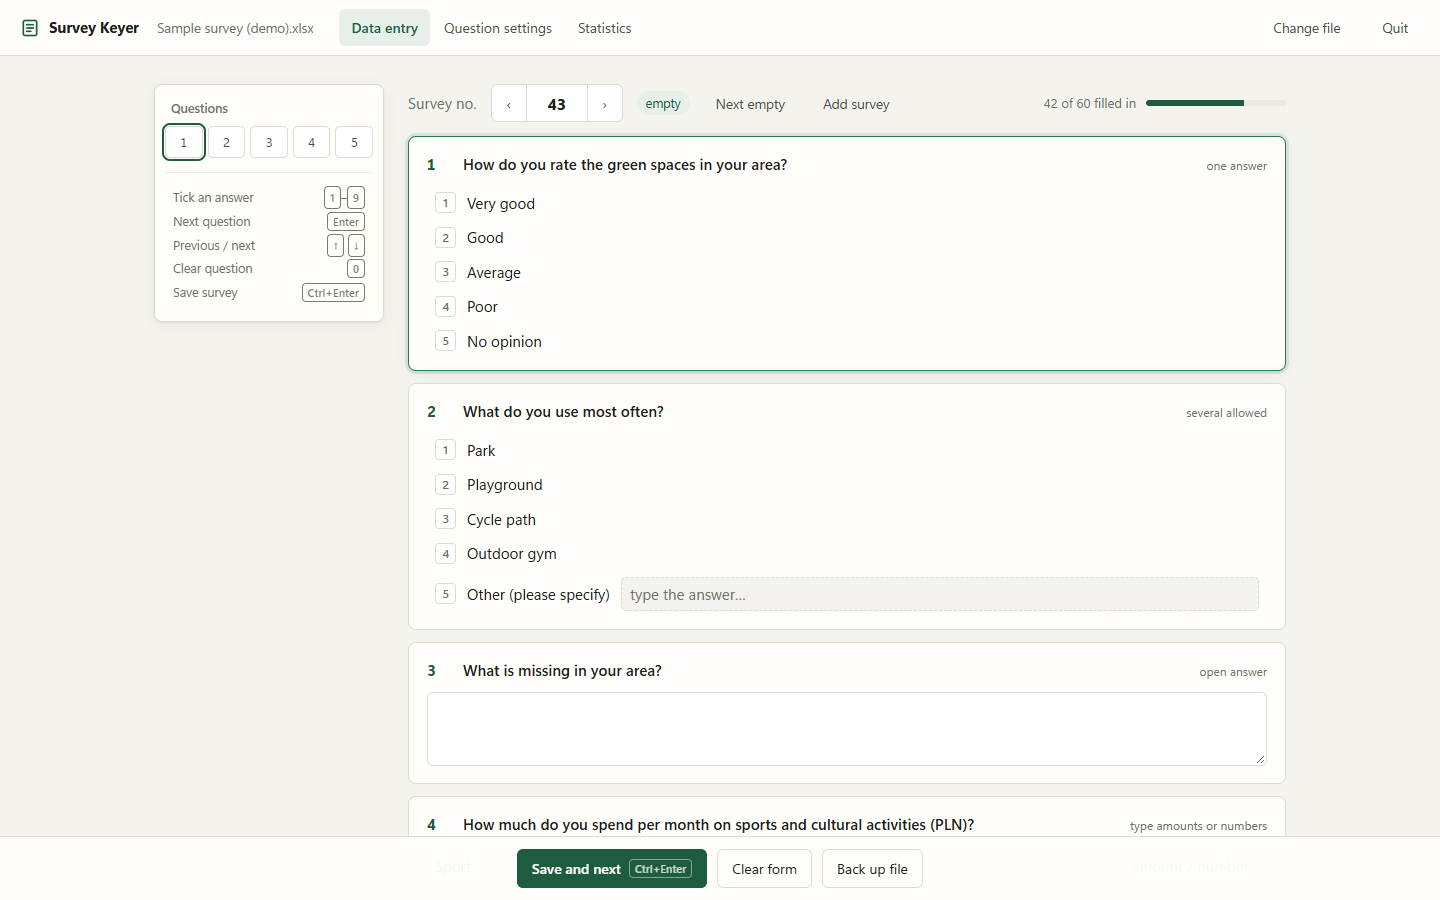 Survey Keyer
Sample survey (demo).xlsx
Data entry
Question settings
Statistics
Change file
Quit
Questions
1 2 3 4 5
Tick an answer 1–9
Next question Enter
Previous / next ↑ ↓
Clear question 0
Save survey Ctrl+Enter
Survey no. ‹ 43 › empty Next empty Add survey 42 of 60 filled in
1 How do you rate the green spaces in your area? one answer
1 Very good
2 Good
3 Average
4 Poor
5 No opinion
2 What do you use most often? several allowed
1 Park
2 Playground
3 Cycle path
4 Outdoor gym
5 Other (please specify) type the answer...
3 What is missing in your area? open answer
4 How much do you spend per month on sports and cultural activities (PLN)? type amounts or numbers
Sport amount / number
Save and next Ctrl+Enter Clear form Back up file